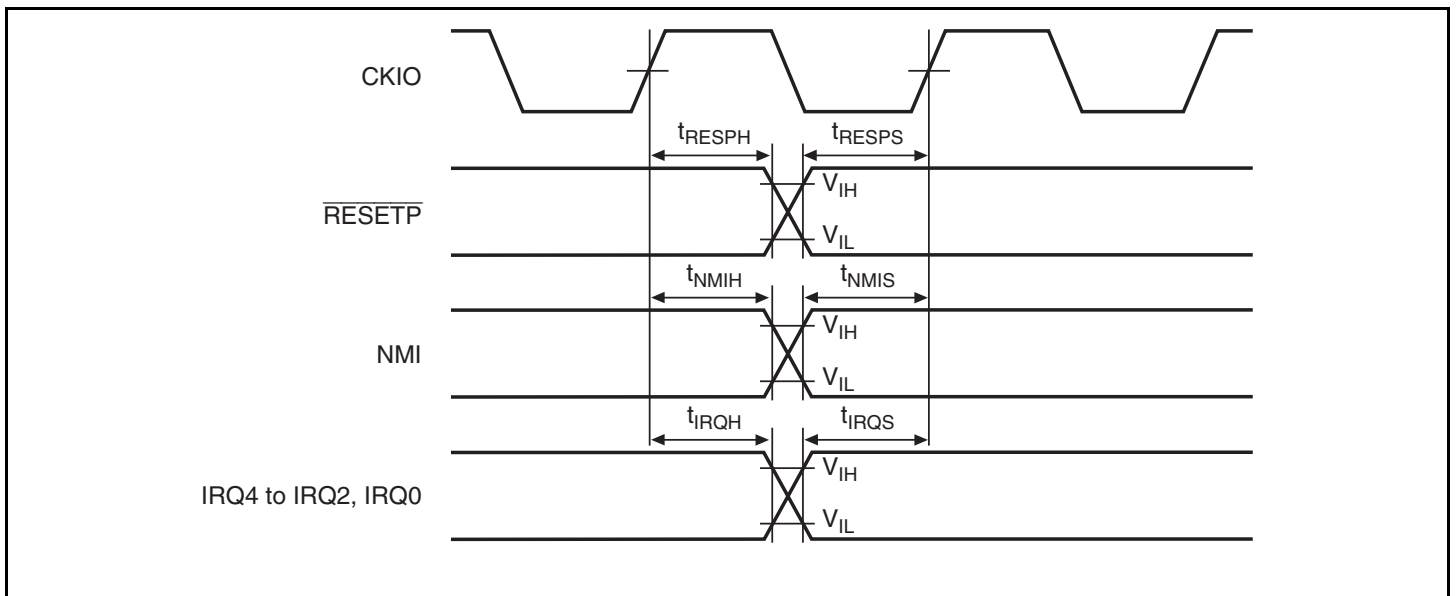 CKIO
tRESPH tRESPS
VIH
RESETP
VIL
tNMIH tNMIS
VIH
NMI
VIL
tIRQH tIRQS
VIH
IRQ4 to IRQ2, IRQ0
VIL